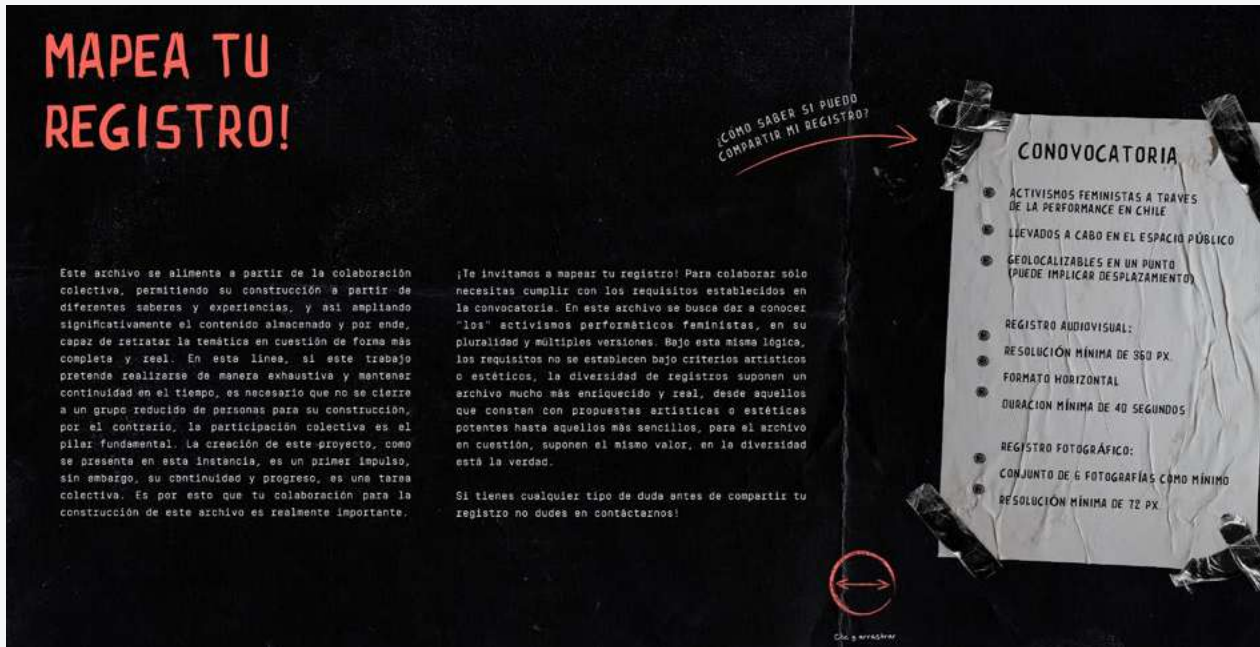 MAPEA TU
REGISTRO!
¿CÓMO SABER SI PUEDO
COMPARTIR MI REGISTRO?
Este archivo se alimenta a partir de la colaboración
colectiva, permitiendo su construcción a partir de
diferentes saberes y experiencias, y así ampliando
significativamente el contenido almacenado y por ende,
capaz de retratar la temática en cuestión de forma más
completa y real. En esta línea, si este trabajo
pretende realizarse de manera exhaustiva y mantener
continuidad en el tiempo, es necesario que no se cierre
a un grupo reducido de personas para su construcción,
por el contrario, la participación colectiva es el
pilar fundamental. La creación de este proyecto, como
se presenta en esta instancia, es un primer impulso,
sin embargo, su continuidad y progreso, es una tarea
colectiva. Es por esto que tu colaboración para la
construcción de este archivo es realmente importante.
¡Te invitamos a mapear tu registro! Para colaborar sólo
necesitas cumplir con los requisitos establecidos en
la convocatoria. En este archivo se busca dar a conocer
"los" activismos performáticos feministas, en su
pluralidad y múltiples versiones. Bajo esta misma lógica,
los requisitos no se establecen bajo criterios artísticos
o estéticos, la diversidad de registros suponen un
archivo mucho más enriquecido y real, desde aquellos
que constan con propuestas artísticas o estéticas
potentes hasta aquellos más sencillos, para el archivo
en cuestión, suponen el mismo valor, en la diversidad
está la verdad.
Si tienes cualquier tipo de duda antes de compartir tu
registro no dudes en contáctarnos!
CONOVOCATORIA
ACTIVISMOS FEMINISTAS A TRAVES
DE LA PERFORMANCE EN CHILE
LLEVADOS A CABO EN EL ESPACIO PÚBLICO
GEOLOCALIZABLES EN UN PUNTO
(PUEDE IMPLICAR DESPLAZAMIENTO)
REGISTRO AUDIOVISUAL:
RESOLUCIÓN MÍNIMA DE 360 PX.
FORMATO HORIZONTAL
DURACION MÍNIMA DE 40 SEGUNDOS
REGISTRO FOTOGRÁFICO:
CONJUNTO DE 6 FOTOGRAFÍAS COMO MÍNIMO
RESOLUCIÓN MÍNIMA DE 72 PX.
Clic y arrastrar